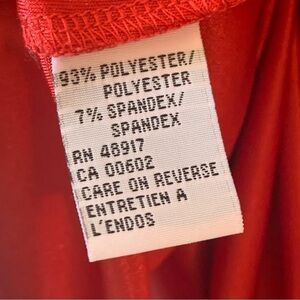 93% POLYESTER/
POLYESTER
7% SPANDEX/
SPANDEX
RN 48917
CA 00602
CARE ON REVERSE
ENTRETIEN A
L'ENDOS